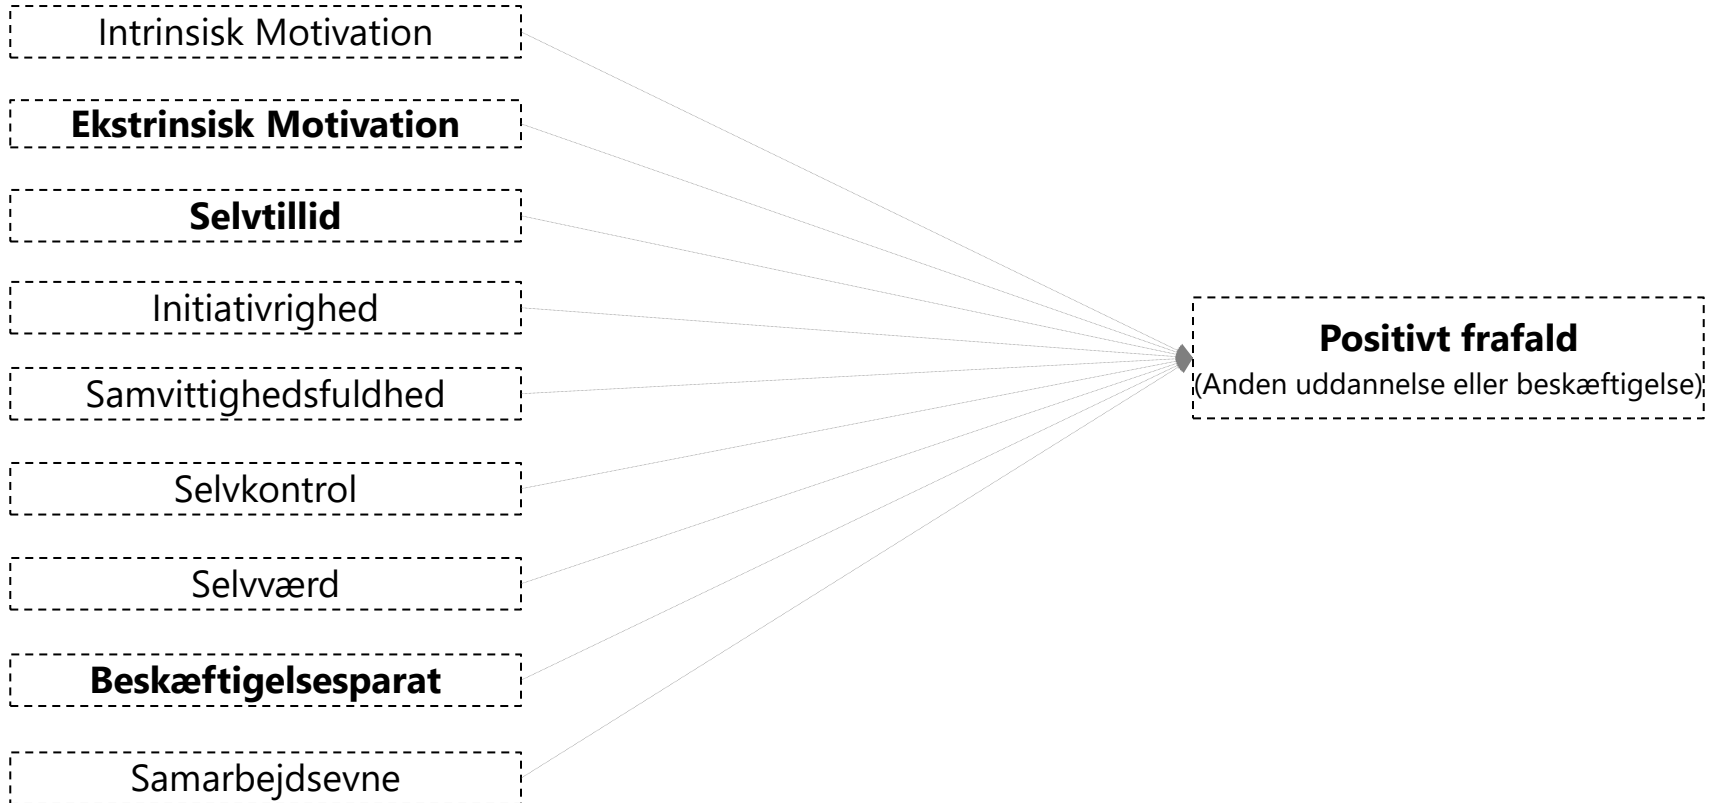 Intrinsisk Motivation
Ekstrinsisk Motivation
Selvtillid
Initiativrighed
Samvittighedsfuldhed
Selvkontrol
Selvværd
Beskæftigelsesparat
Samarbejdsevne
Positivt frafald
(Anden uddannelse eller beskæftigelse)